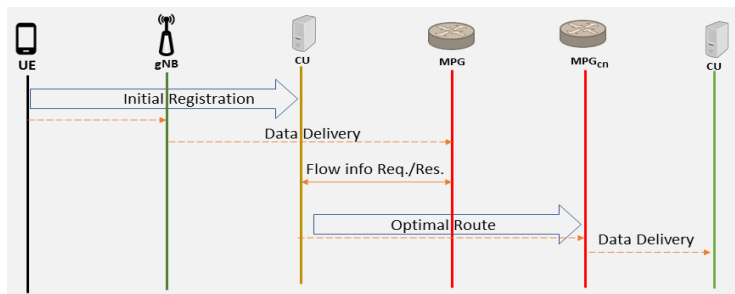 UE
gNB
CU
MPG
MPGcn
CU
Initial Registration
Data Delivery
Flow info Req./Res.
Optimal Route
Data Delivery